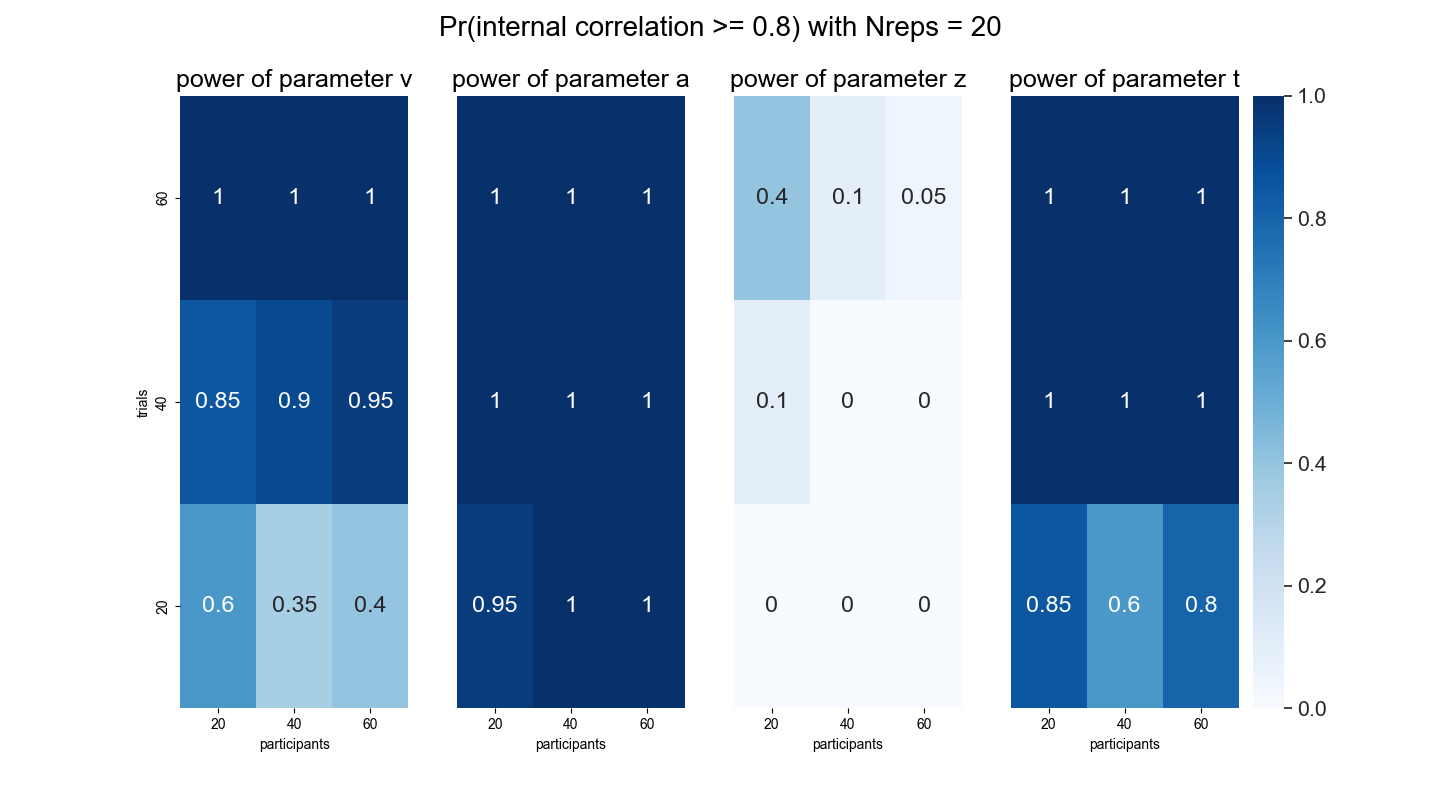 Pr(internal correlation >= 0.8) with Nreps = 20
power of parameter v
power of parameter a
power of parameter z
power of parameter t
1.0
0.8
0.6
0.4
0.2
0.0
trials
60
40
20
1 1 1
0.85 0.9 0.95
0.6 0.35 0.4
1 1 1
1 1 1
0.95 1 1
0.4 0.1 0.05
0.1 0 0
0 0 0
1 1 1
1 1 1
0.85 0.6 0.8
20 40 60
participants
20 40 60
participants
20 40 60
participants
20 40 60
participants